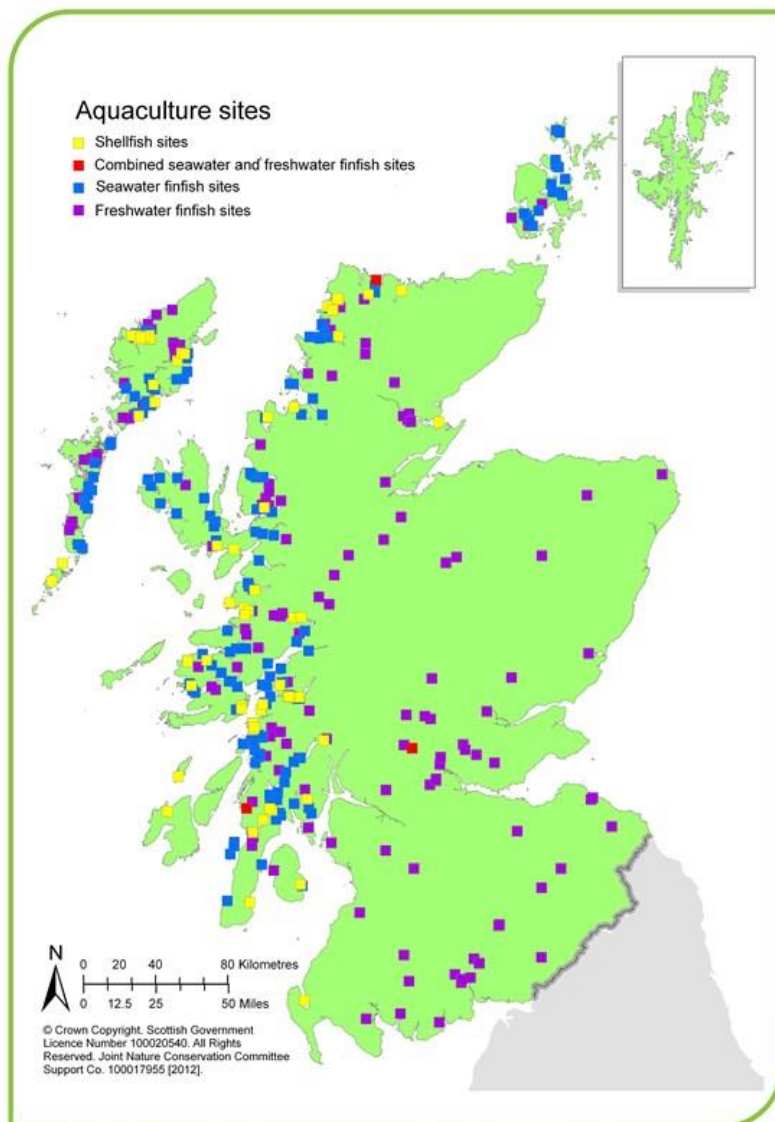 Aquaculture sites
Shellfish sites
Combined seawater and freshwater finfish sites
Seawater finfish sites
Freshwater finfish sites
N
0 20 40 80 Kilometres
0 12.5 25 50 Miles
© Crown Copyright. Scottish Government
Licence Number 100020540. All Rights
Reserved. Joint Nature Conservation Committee
Support Co. 100017955 [2012].